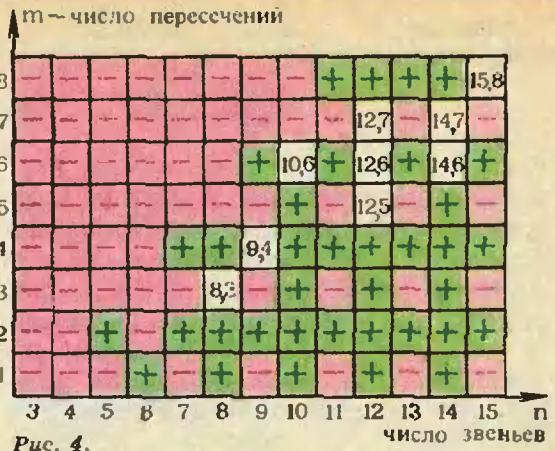 m — число перессчений
8 − − − − − − − − + + + + 15,8
7 − − − − − − − − − 12,7 − 14,7 −
6 − − − − − − + 10,6 + 12,6 + 14,6 +
5 − − − − − − − + − 12,5 − + −
4 − − − − + + 9,4 + + + + + +
3 − − − − − 8,3 − + − + − + −
2 − − + − + + + + + + + + +
1 − − − + − + − + − + − + −
3 4 5 6 7 8 9 10 11 12 13 14 15 n
число звеньев
Рис. 4.